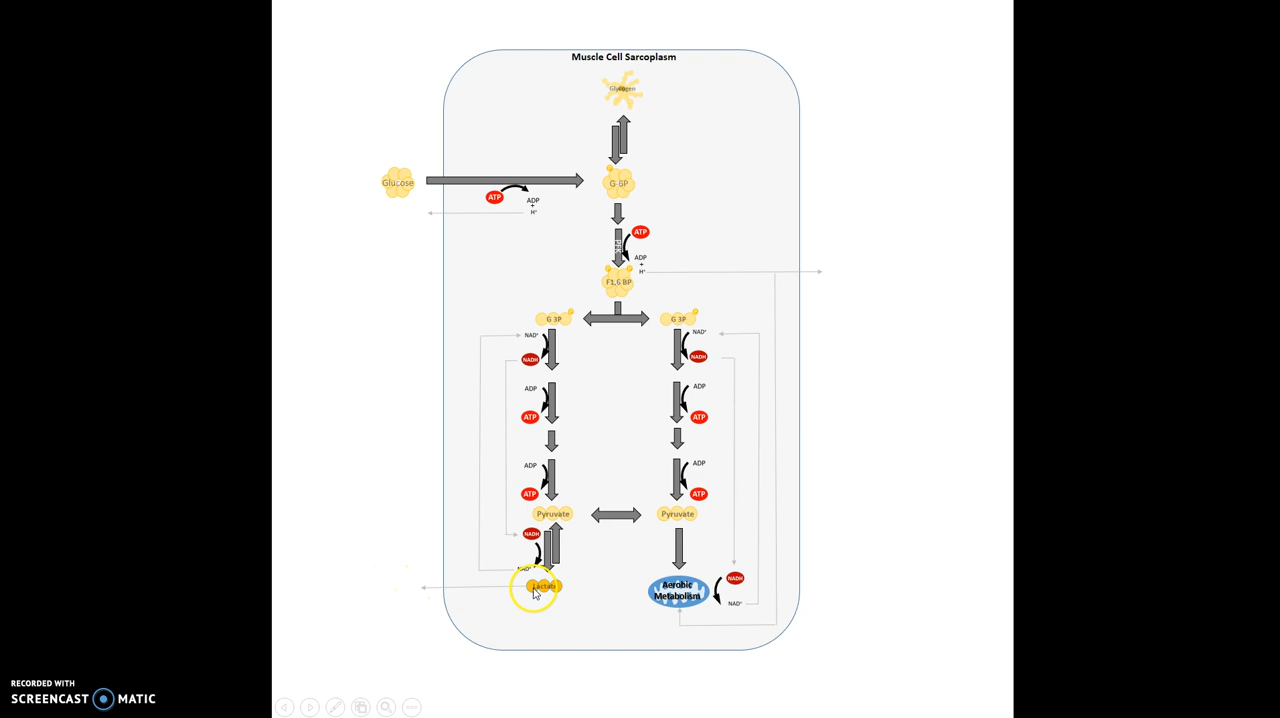 Muscle Cell Sarcoplasm
Glycogen
Glucose
G-6P
ATP
ADP
+
H⁺
ATP
ADP
+
H⁺
F1,6 BP
G 3P
G 3P
NAD⁺
NAD⁺
NADH
NADH
ADP
ADP
ATP
ATP
ADP
ADP
ATP
ATP
Pyruvate
Pyruvate
NADH
NAD⁺
Lactate
Aerobic
Metabolism
NADH
NAD⁺
RECORDED WITH
SCREENCAST MATIC